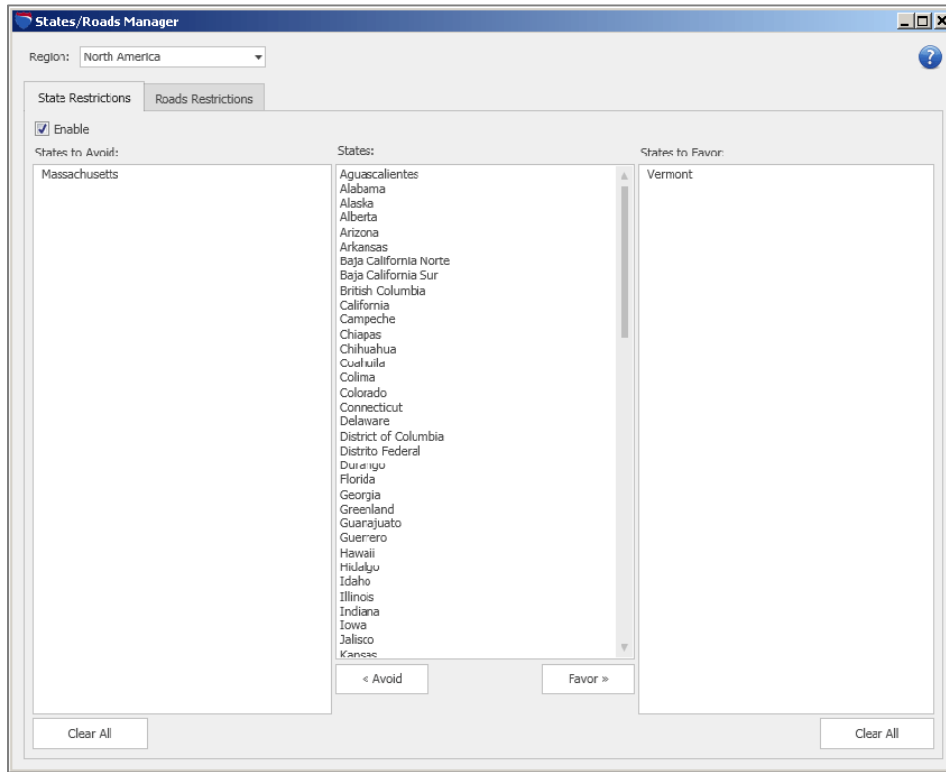 States/Roads Manager
Region: North America
State Restrictions Roads Restrictions
Enable
States to Avoid: States: States to Favor:
Massachusetts
Aguascalientes
Alabama
Alaska
Alberta
Arizona
Arkansas
Baja California Norte
Baja California Sur
British Columbia
California
Campeche
Chiapas
Chihuahua
Coahuila
Colima
Colorado
Connecticut
Delaware
District of Columbia
Distrito Federal
Durango
Florida
Georgia
Greenland
Guanajuato
Guerrero
Hawaii
Hidalgo
Idaho
Illinois
Indiana
Iowa
Jalisco
Kansas
Vermont
< Avoid Favor »
Clear All Clear All